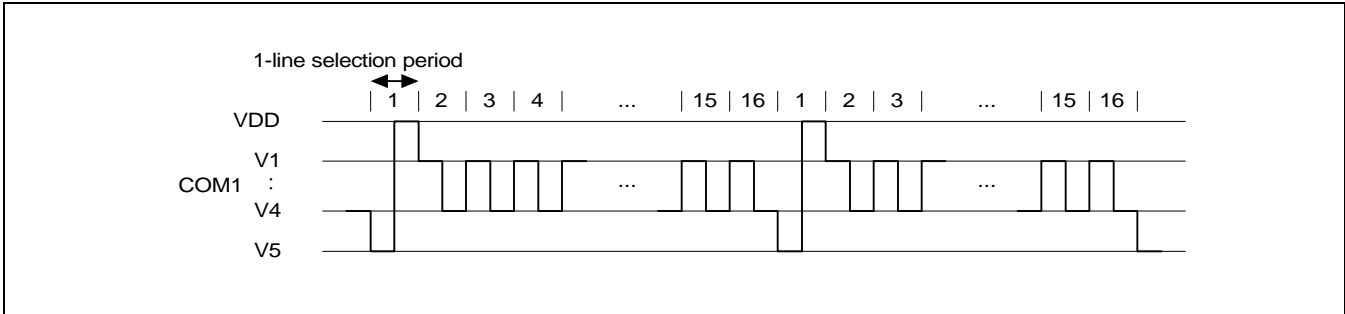 1-line selection period
| 1 | 2 | 3 | 4 | ... | 15 | 16 | 1 | 2 | 3 | ... | 15 | 16 |
VDD
V1
COM1 : ... ...
V4
V5